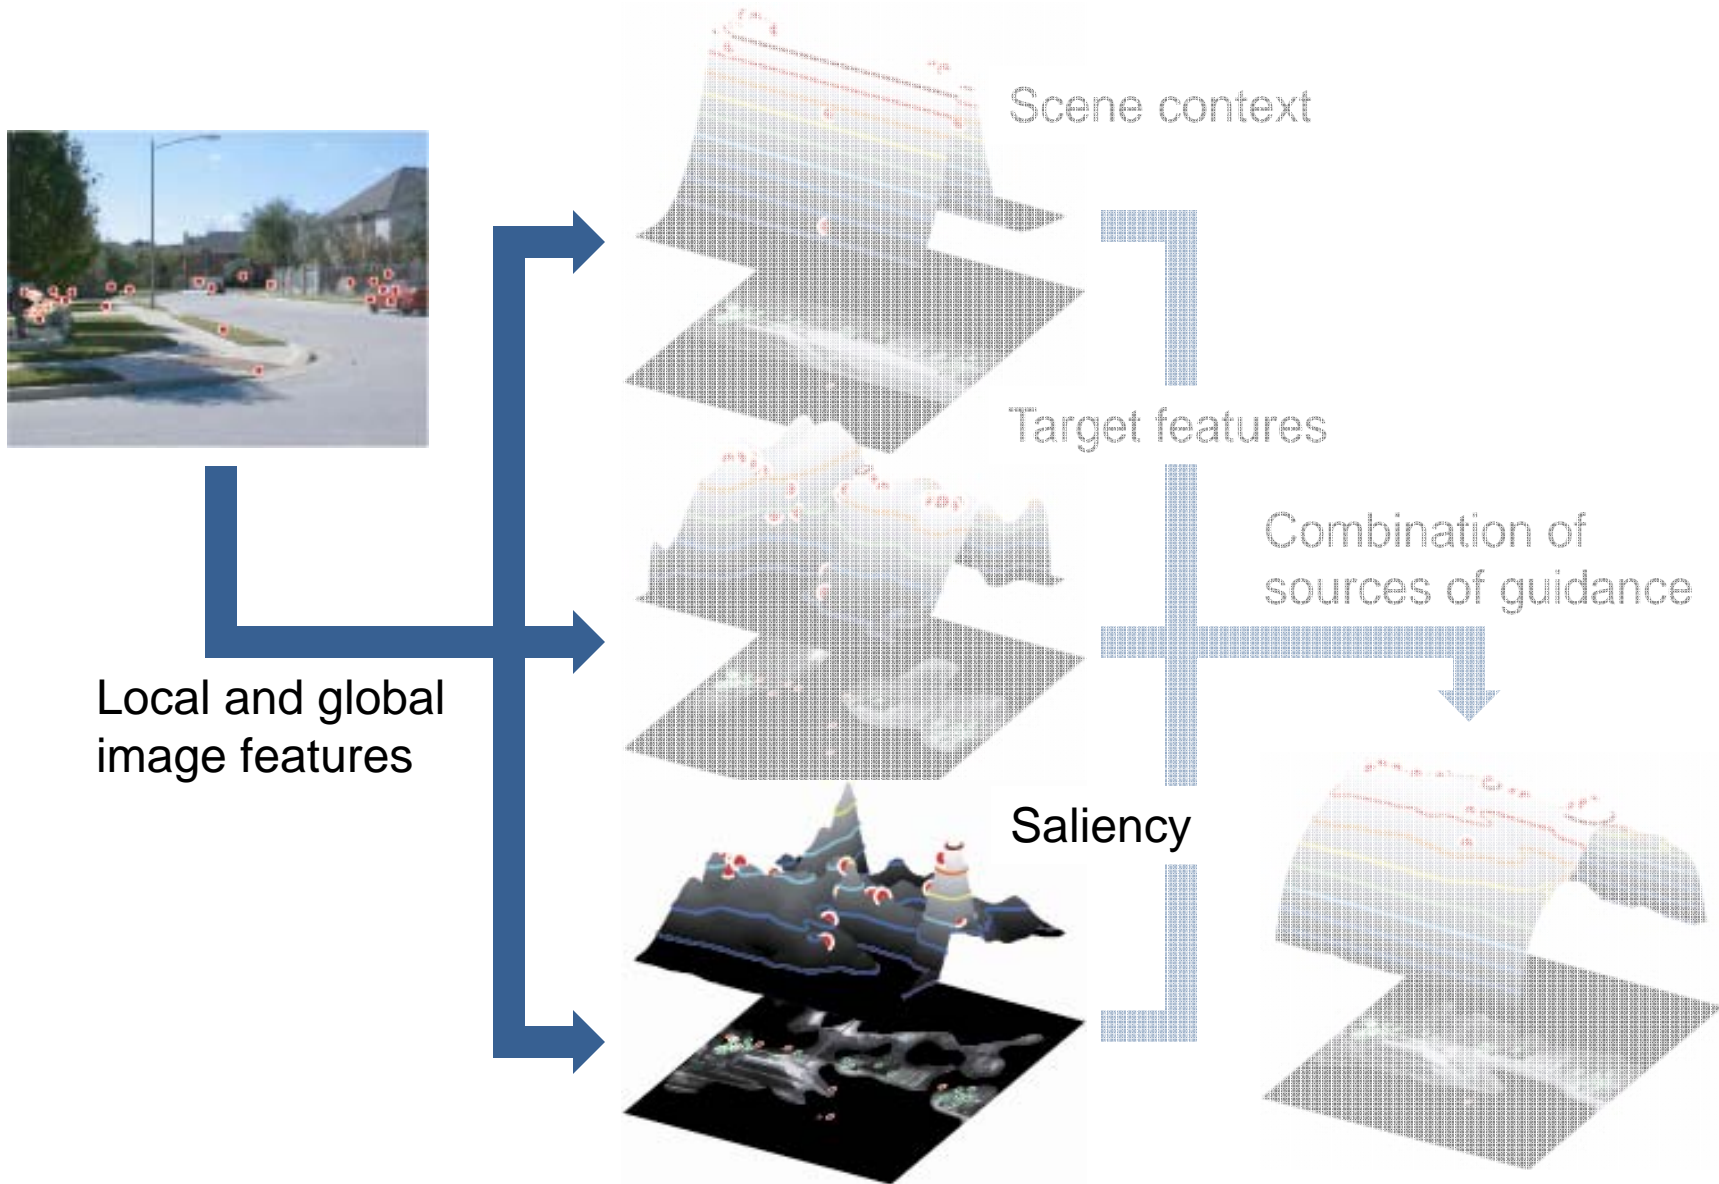 Scene context
Target features
Combination of
sources of guidance
Local and global
image features
Saliency